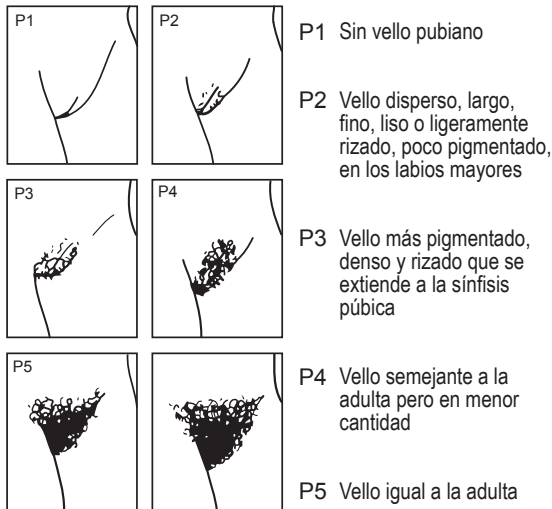 P1
P2
P3
P4
P5
P1 Sin vello pubiano
P2 Vello disperso, largo,
fino, liso o ligeramente
rizado, poco pigmentado,
en los labios mayores
P3 Vello más pigmentado,
denso y rizado que se
extiende a la sínfisis
púbica
P4 Vello semejante a la
adulta pero en menor
cantidad
P5 Vello igual a la adulta